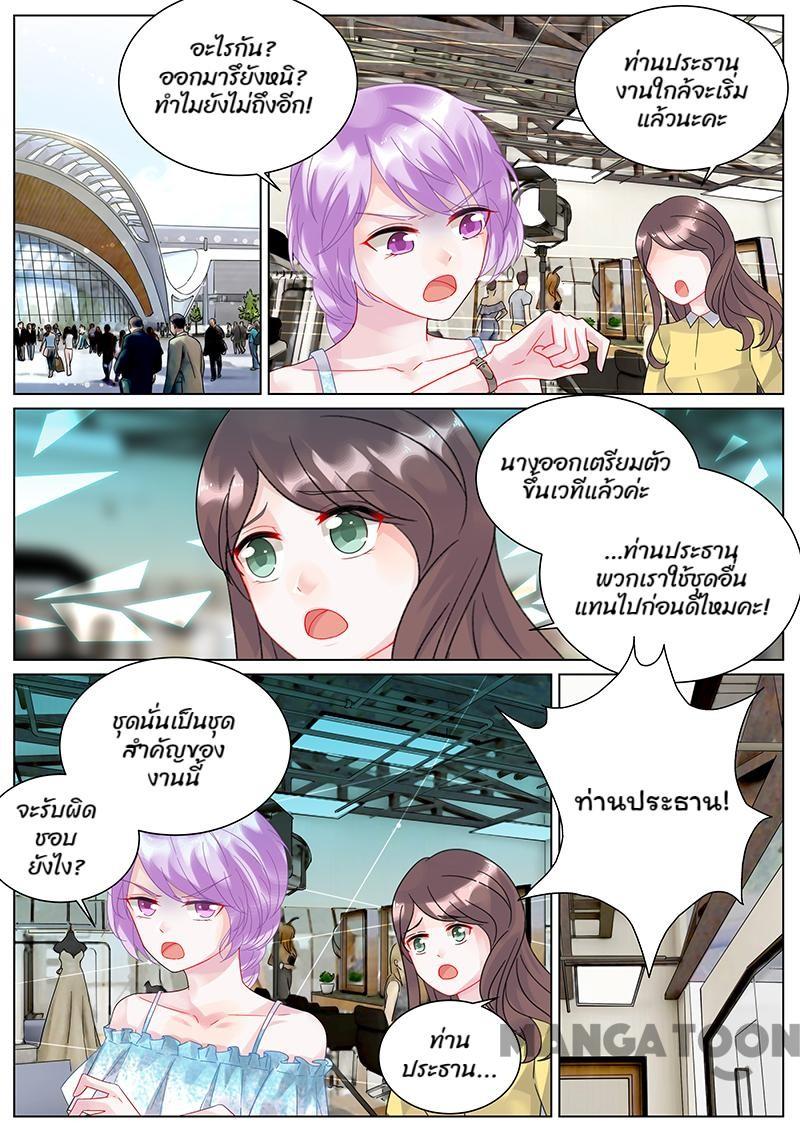 อะไรกัน?
ออกมารึยังหนิ?
ทำไมยังไม่ถึงอีก!
ท่านประธาน
งานใกล้จะเริ่ม
แล้วนะคะ
นางออกเตรียมตัว
ขึ้นเวทีแล้วค่ะ
...ท่านประธาน
พวกเราใช้ชุดอื่น
แทนไปก่อนดีไหมคะ!
ชุดนั่นเป็นชุด
สำคัญของ
งานนี้
จะรับผิด
ชอบ
ยังไง?
ท่านประธาน!
ท่าน
ประธาน...
MANGATOON